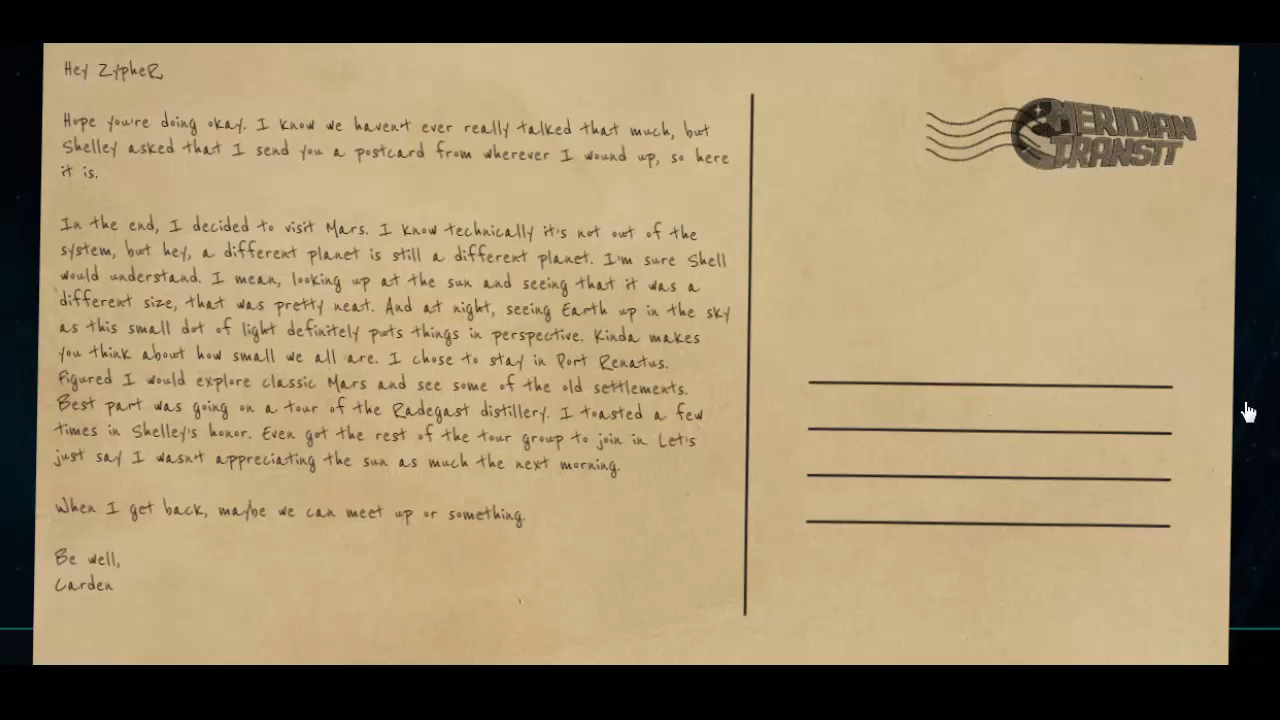 Hey ZypheR
Hope you're doing okay. I know we haven't ever really talked that much, but
Shelley asked that I send you a postcard from wherever I wound up, so here
it is.
In the end, I decided to visit Mars. I know technically it's not out of the
system, but hey, a different planet is still a different planet. I'm sure Shell
would understand. I mean, looking up at the sun and seeing that it was a
different size, that was pretty neat. And at night, seeing Earth up in the sky
as this small dot of light definitely puts things in perspective. Kinda makes
you think about how small we all are. I chose to stay in Port Renatus.
Figured I would explore classic Mars and see some of the old settlements.
Best part was going on a tour of the Radegast distillery. I toasted a few
times in Shelley's honor. Even got the rest of the tour group to join in Let's
just say I wasn't appreciating the sun as much the next morning.
When I get back, maybe we can meet up or something.
Be well,
Carden
MERIDIAN
TRANSIT